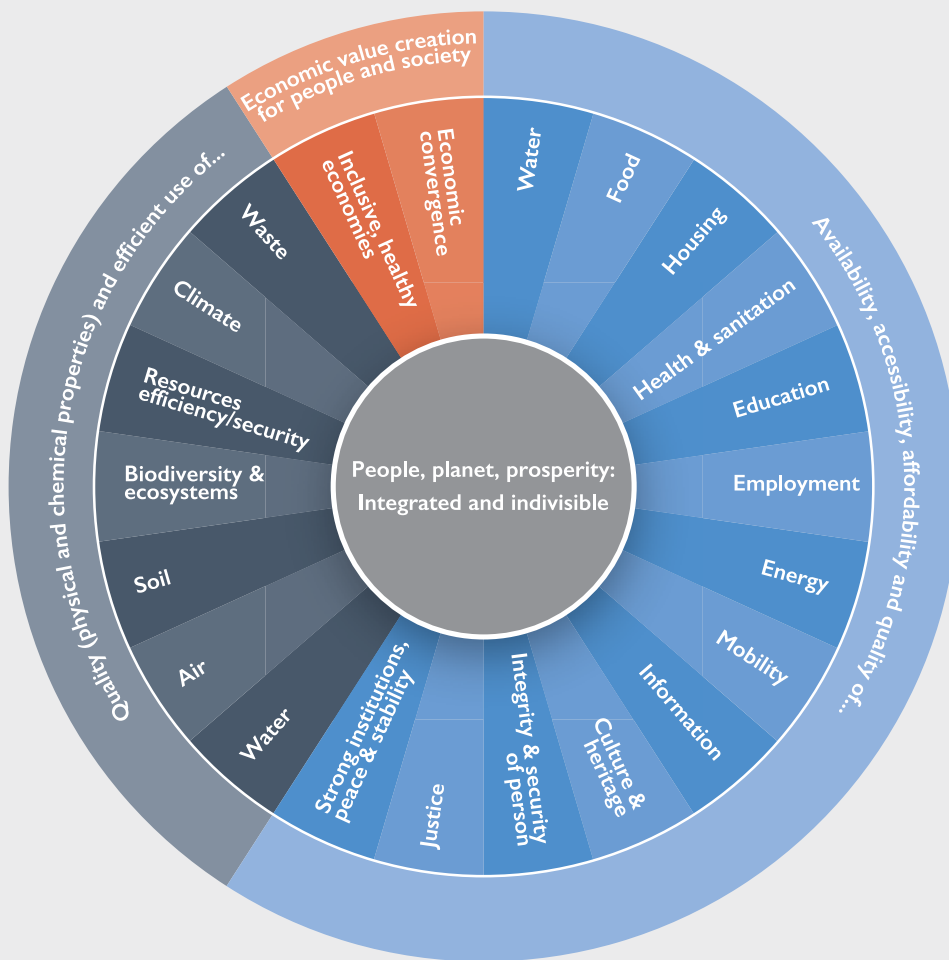 Economic value creation
for people and society
Availability, accessibility, affordability and quality of...
Quality (physical and chemical properties) and efficient use of...
Water
Food
Housing
Health & sanitation
Education
Employment
Energy
Mobility
Information
Culture &
heritage
Integrity & security
of person
Justice
Strong institutions,
peace & stability
Water
Air
Soil
Biodiversity &
ecosystems
Resources
efficiency/security
Climate
Waste
Inclusive, healthy
economies
Economic
convergence
People, planet, prosperity:
Integrated and indivisible